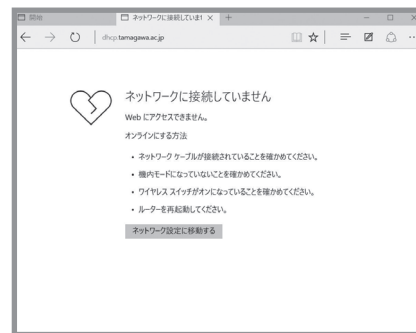 開始
ネットワークに接続していま
dhcp.tamagawa.ac.jp
ネットワークに接続していません
Web にアクセスできません。
オンラインにする方法
• ネットワーク ケーブルが接続されていることを確かめてください。
• 機内モードになっていないことを確かめてください。
• ワイヤレス スイッチがオンになっていることを確かめてください。
• ルーターを再起動してください。
ネットワーク設定に移動する